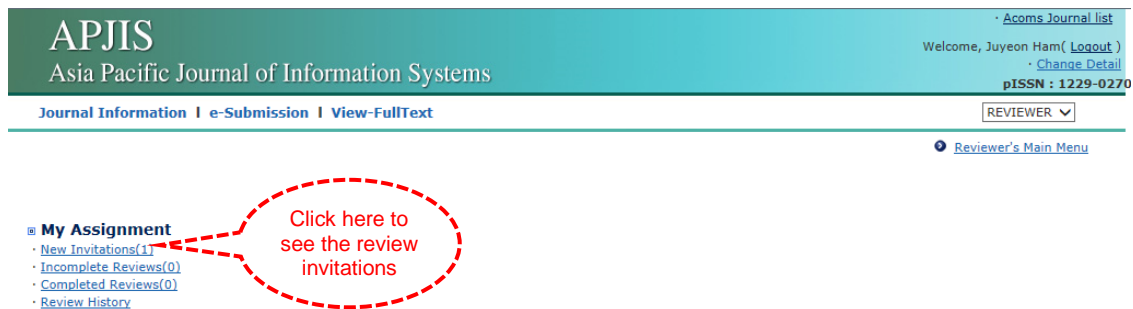 · Acoms Journal list
APJIS
Welcome, Juyeon Ham( Logout )
Asia Pacific Journal of Information Systems
· Change Detail
pISSN : 1229-0270
Journal Information l e-Submission l View-FullText
REVIEWER
Reviewer's Main Menu
My Assignment
· New Invitations(1)
· Incomplete Reviews(0)
· Completed Reviews(0)
· Review History
Click here to
see the review
invitations